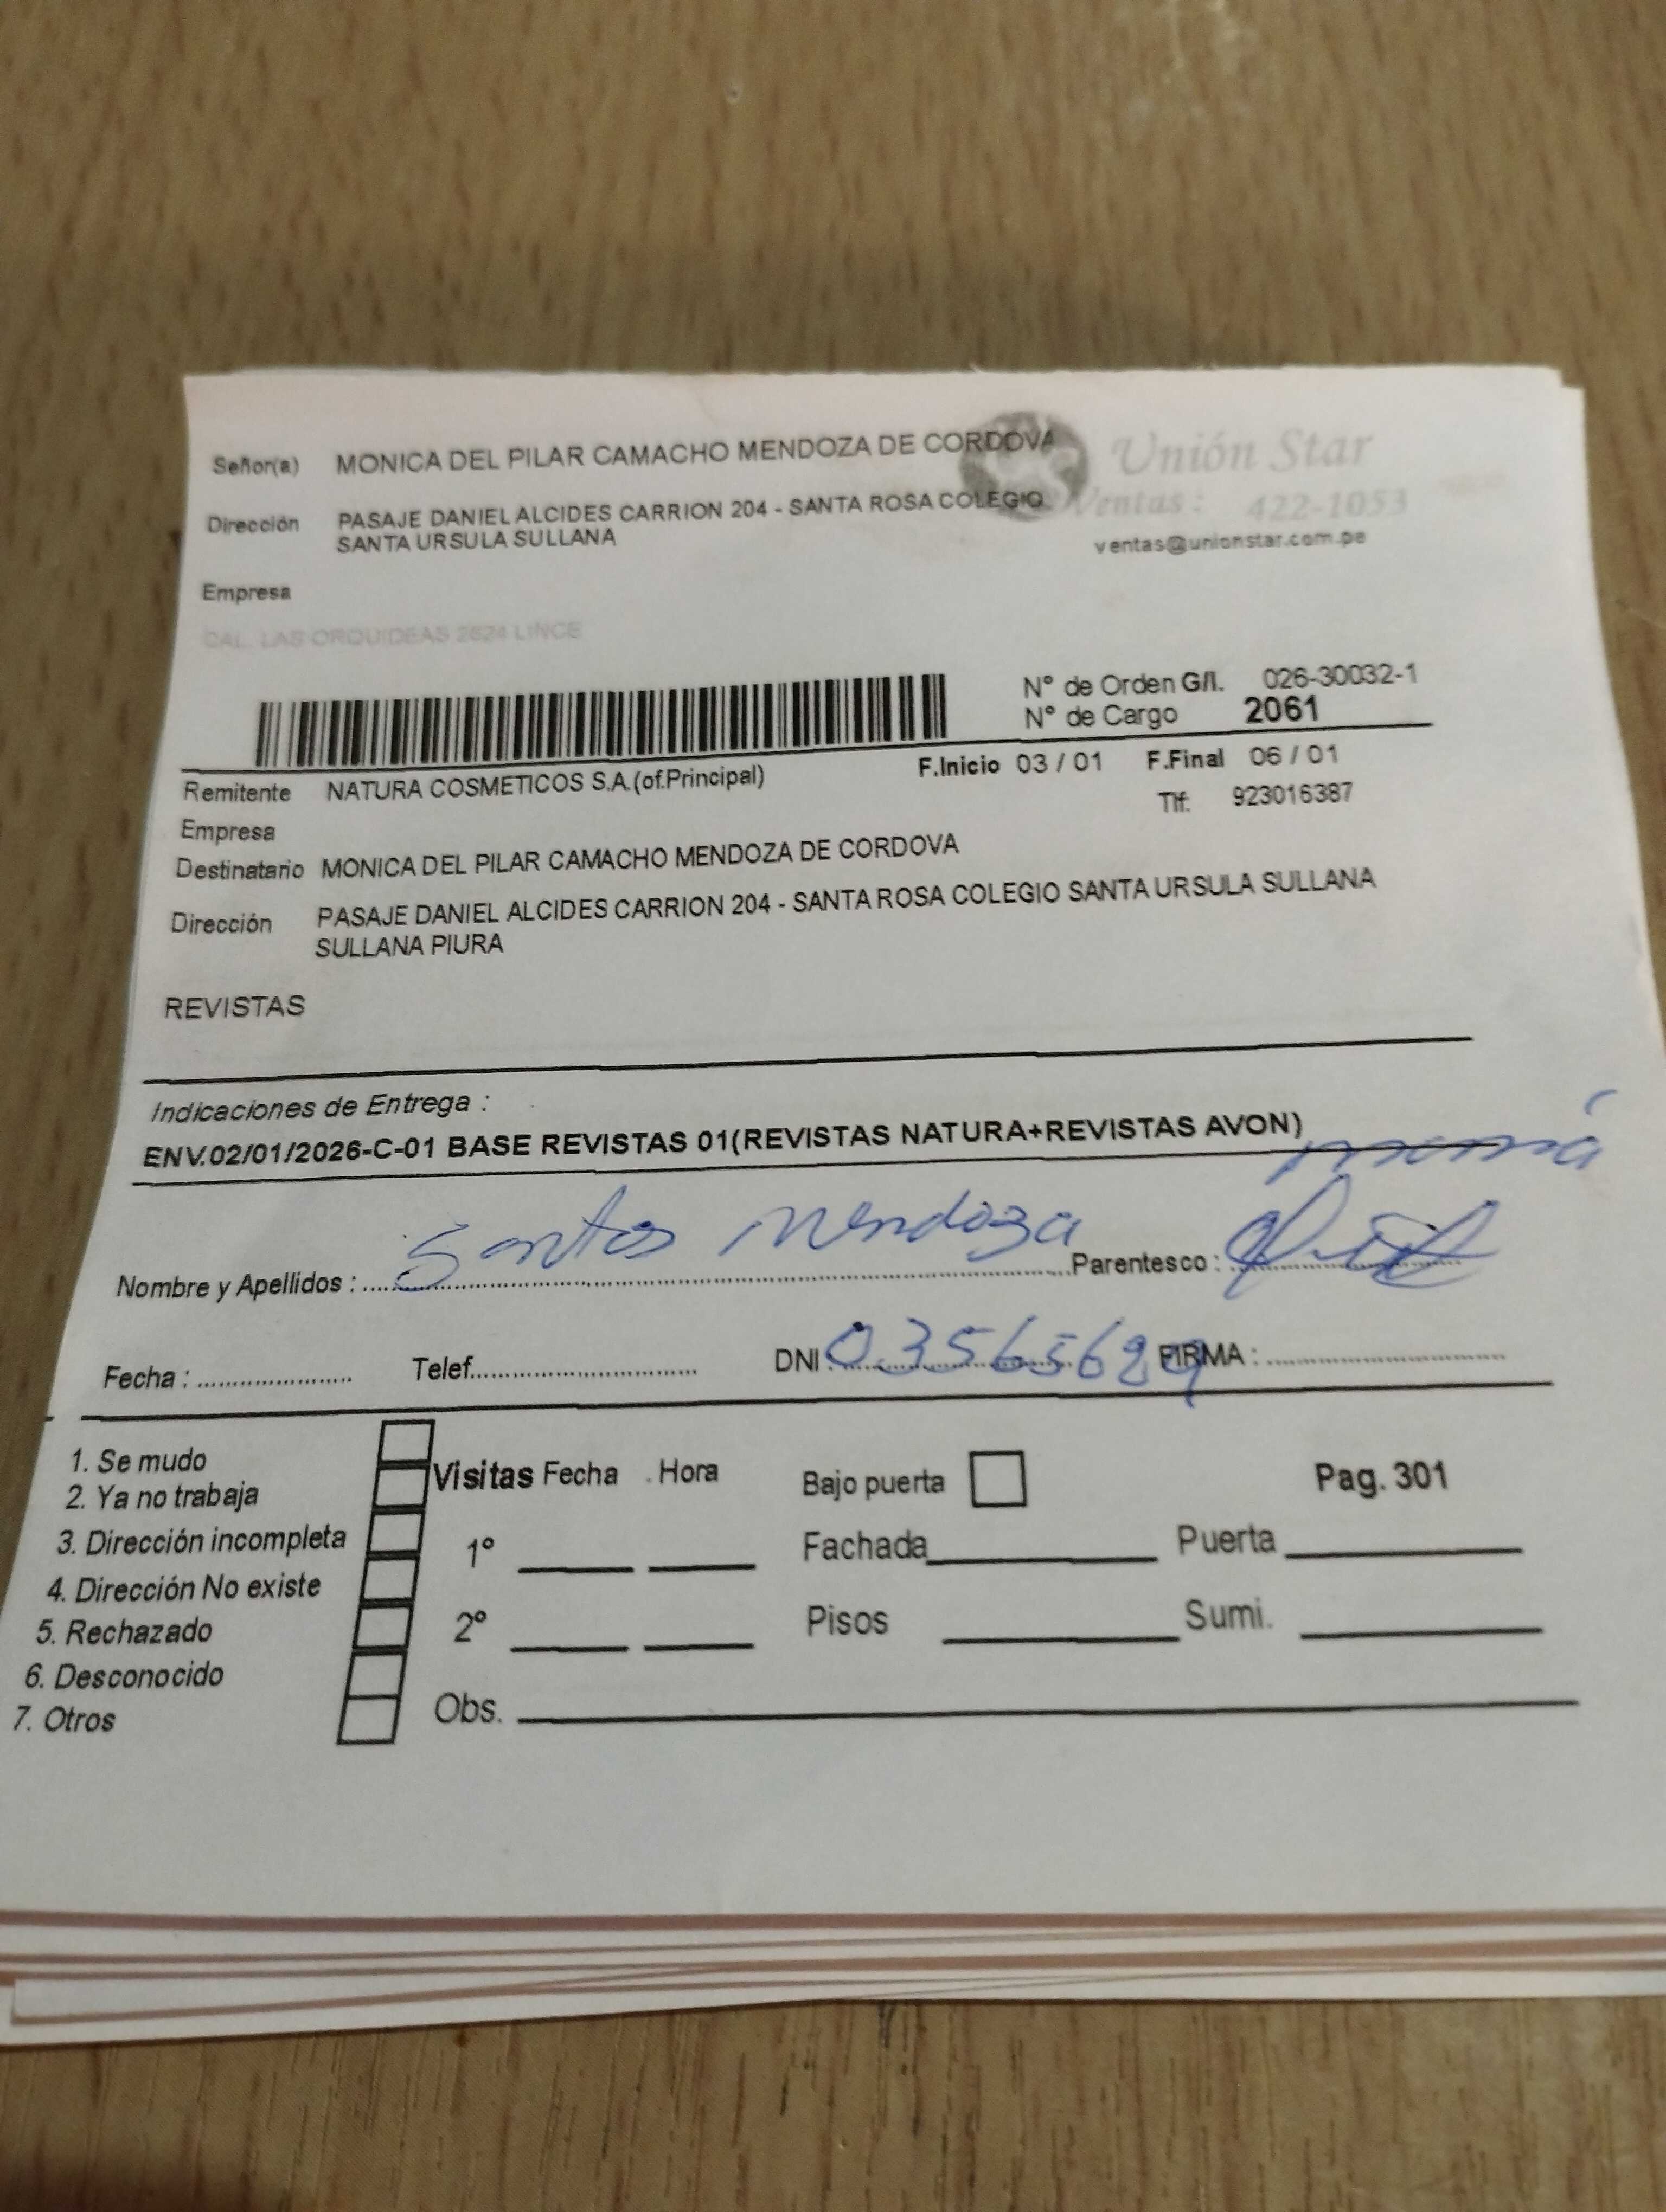 Señor(a) MONICA DEL PILAR CAMACHO MENDOZA DE CORDOVA
Unión Star
Dirección PASAJE DANIEL ALCIDES CARRION 204 - SANTA ROSA COLEGIO
SANTA URSULA SULLANA
Ventas : 422-1053
ventas@unionstar.com.pe
Empresa
CAL. LAS ORQUIDEAS 2624 LINCE
N° de Orden G/I. 026-30032-1
N° de Cargo 2061
F.Inicio 03 / 01 F.Final 06 / 01
Remitente NATURA COSMETICOS S.A.(of.Principal)
Tlf: 923016387
Empresa
Destinatario MONICA DEL PILAR CAMACHO MENDOZA DE CORDOVA
Dirección PASAJE DANIEL ALCIDES CARRION 204 - SANTA ROSA COLEGIO SANTA URSULA SULLANA
SULLANA PIURA
REVISTAS
Indicaciones de Entrega :
ENV.02/01/2026-C-01 BASE REVISTAS 01(REVISTAS NATURA+REVISTAS AVON)
mamá
Nombre y Apellidos : Santos Mendoza Parentesco :
Fecha : Telef. DNI : 03565629 FIRMA :
1. Se mudo
2. Ya no trabaja
3. Dirección incompleta
4. Dirección No existe
5. Rechazado
6. Desconocido
7. Otros
Visitas Fecha Hora Bajo puerta Pag. 301
1° Fachada Puerta
2° Pisos Sumi.
Obs.